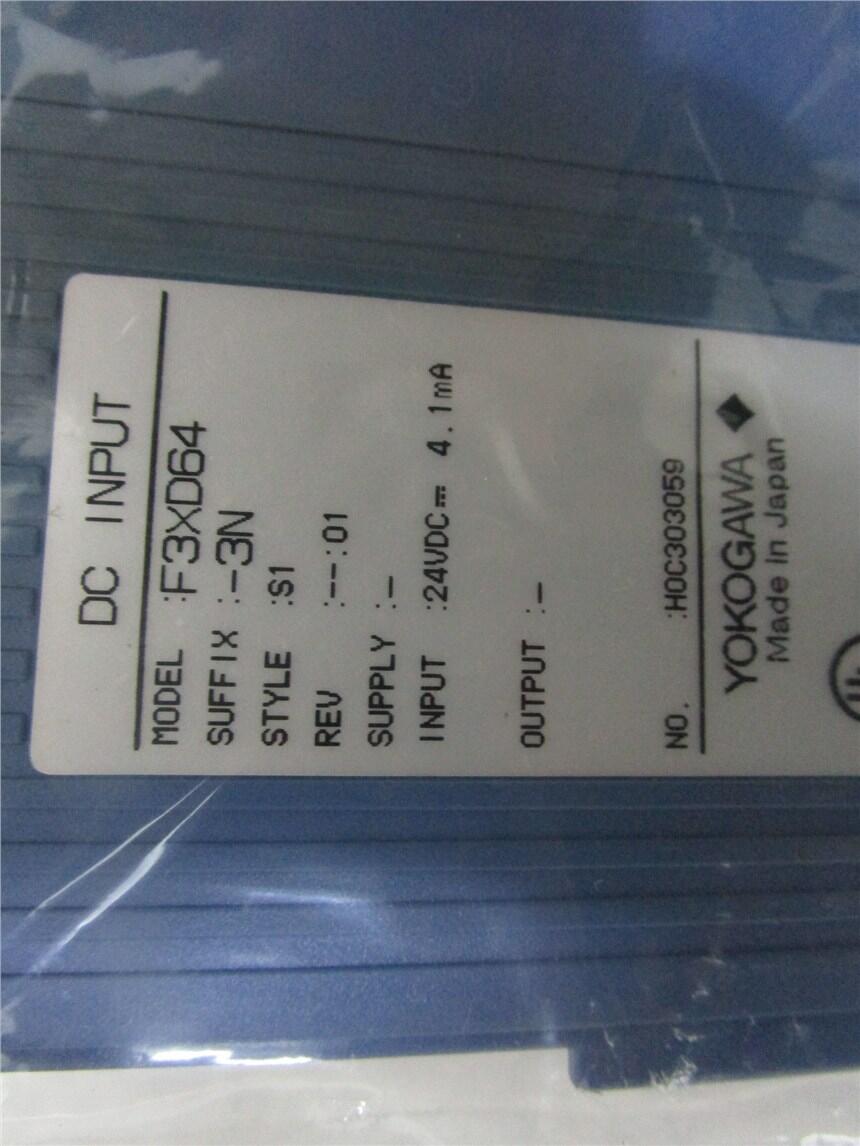 DC INPUT
MODEL :F3XD64
SUFFIX :-3N
STYLE :S1
REV :--:01
SUPPLY :-
INPUT :24VDC⎓ 4.1mA
OUTPUT :-
NO. :H0C303059
YOKOGAWA
Made in Japan